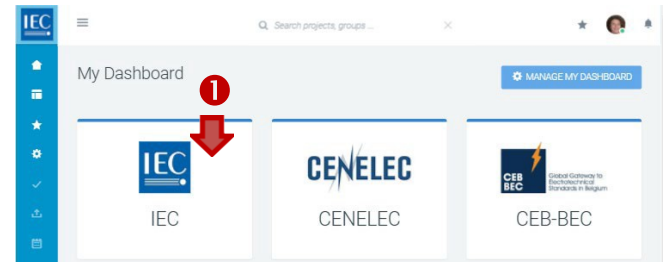 IEC
Search projects, groups ...
My Dashboard
1
MANAGE MY DASHBOARD
IEC
CENELEC
CEB
BEC
Global Gateway to
Electrotechnical
Standards in Belgium
IEC
CENELEC
CEB-BEC